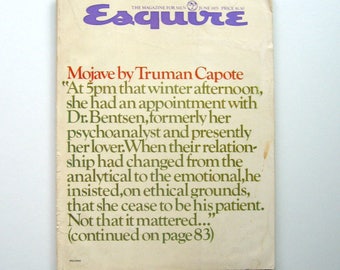 Esquire
THE MAGAZINE FOR MEN JUNE 1975 PRICE
Mojave by Truman Capote
"At 5pm that winter afternoon,
she had an appointment with
Dr. Bentsen, formerly her
psychoanalyst and presently
her lover. When their relation-
ship had changed from the
analytical to the emotional, he
insisted, on ethical grounds,
that she cease to be his patient.
Not that it mattered..."
(continued on page 83)